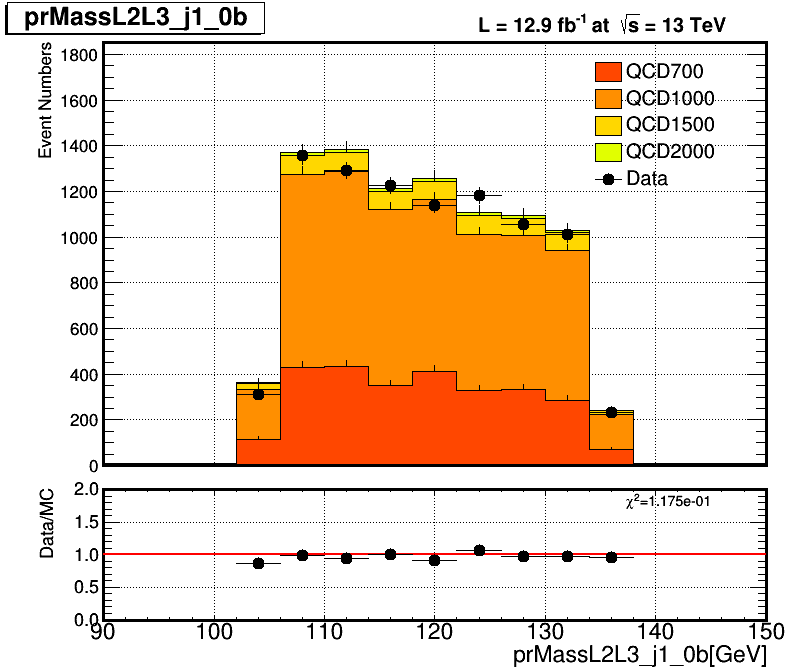 prMassL2L3_j1_0b
L = 12.9 fb⁻¹ at √s = 13 TeV
Event Numbers
1800
1600
1400
1200
1000
800
600
400
200
0
QCD700
QCD1000
QCD1500
QCD2000
Data
Data/MC
2.0
1.5
1.0
0.5
0.0
χ²=1.175e-01
90 100 110 120 130 140 150
prMassL2L3_j1_0b[GeV]